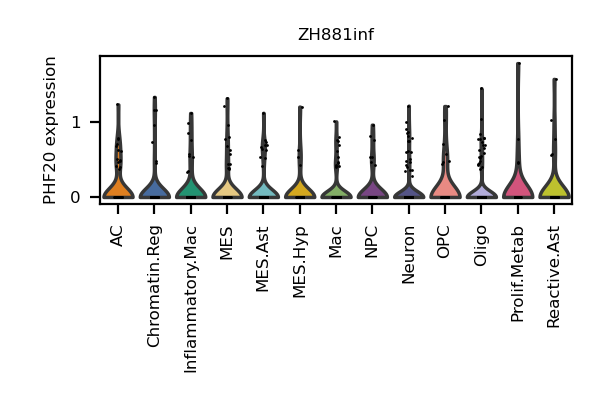 ZH881inf
PHF20 expression
1
0
AC
Chromatin.Reg
Inflammatory.Mac
MES
MES.Ast
MES.Hyp
Mac
NPC
Neuron
OPC
Oligo
Prolif.Metab
Reactive.Ast